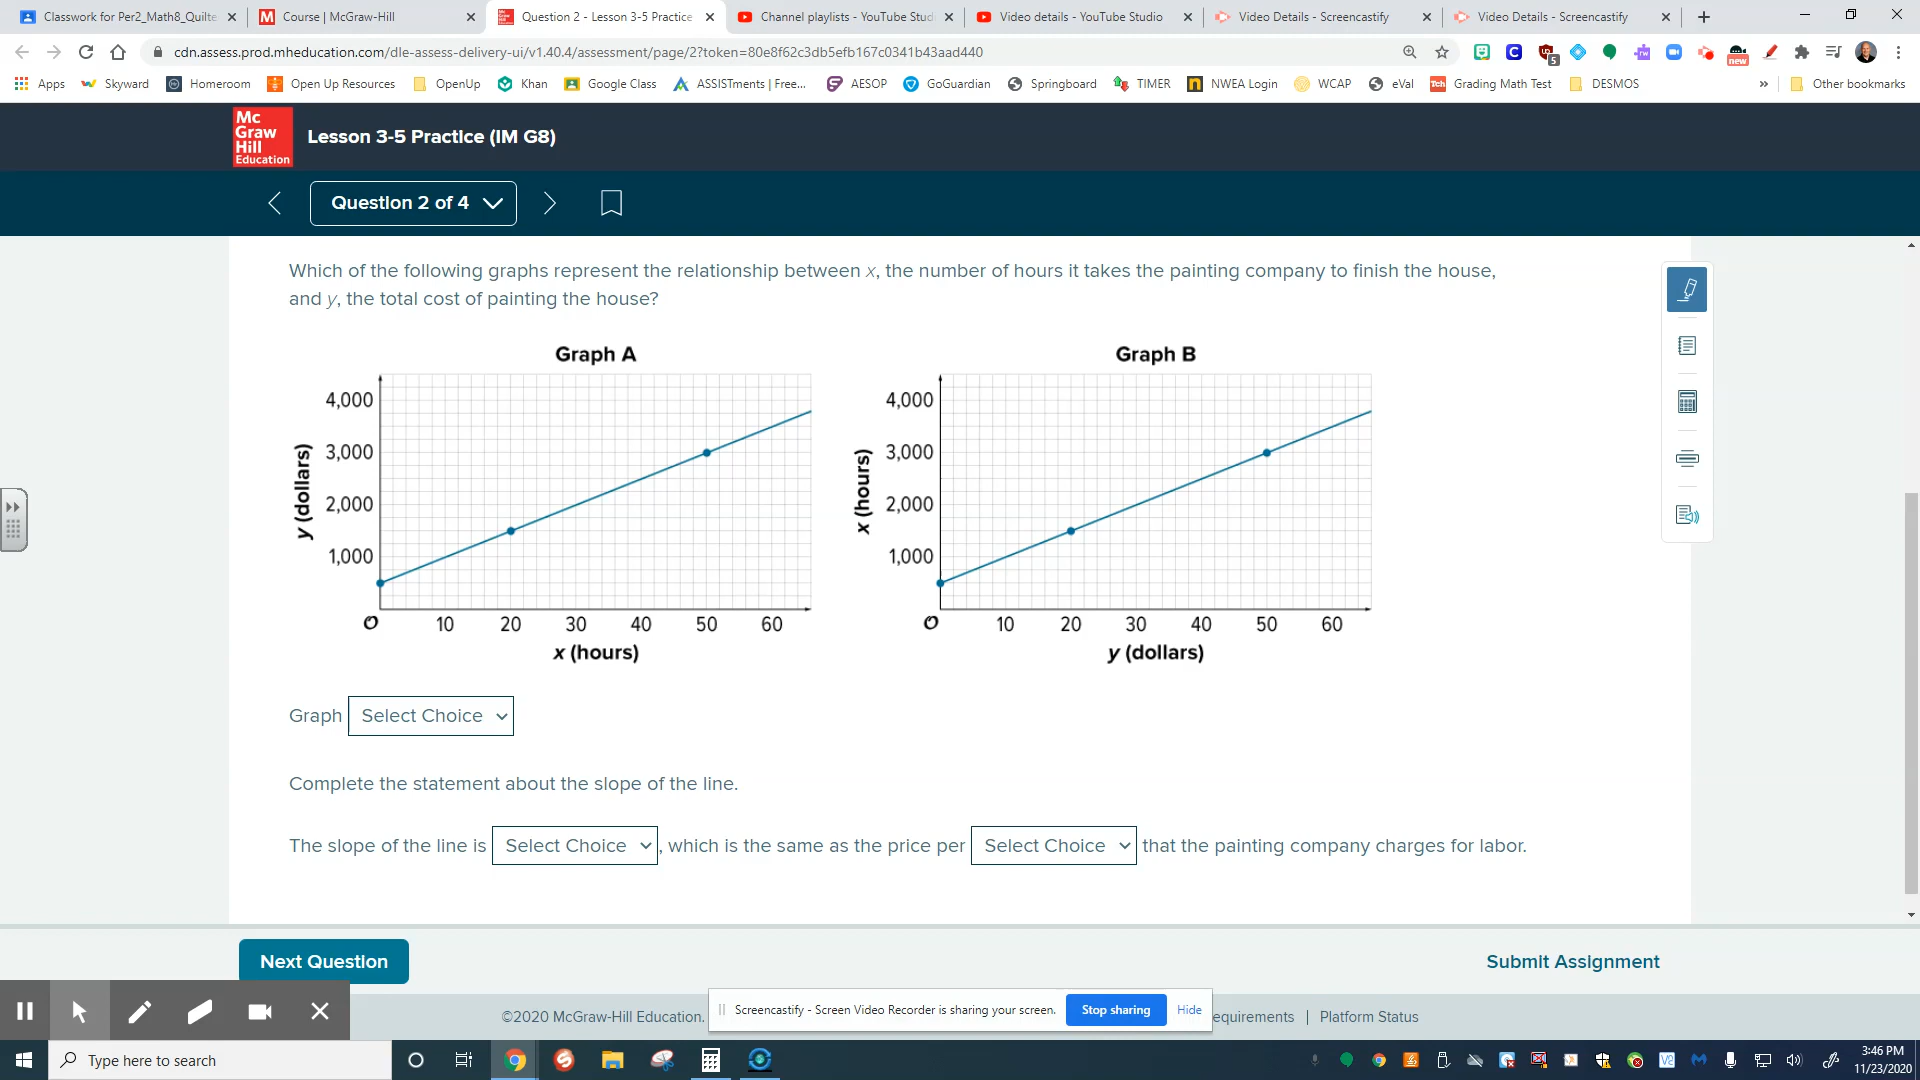 Classwork for Per2_Math8_Quilte
Course | McGraw-Hill
Question 2 - Lesson 3-5 Practice
Channel playlists - YouTube Stud
Video details - YouTube Studio
Video Details - Screencastify
Video Details - Screencastify
cdn.assess.prod.mheducation.com/dle-assess-delivery-ui/v1.40.4/assessment/page/2?token=80e8f62c3db5efb167c0341b43aad440
Apps
Skyward
Homeroom
Open Up Resources
OpenUp
Khan
Google Class
ASSISTments | Free...
AESOP
GoGuardian
Springboard
TIMER
NWEA Login
WCAP
eVal
Grading Math Test
DESMOS
»
Other bookmarks
Mc
Graw
Hill
Education
Lesson 3-5 Practice (IM G8)
Question 2 of 4
Which of the following graphs represent the relationship between x, the number of hours it takes the painting company to finish the house,
and y, the total cost of painting the house?
Graph A
4,000
3,000
2,000
1,000
y (dollars)
O
10 20 30 40 50 60
x (hours)
Graph B
4,000
3,000
2,000
1,000
x (hours)
O
10 20 30 40 50 60
y (dollars)
Graph Select Choice
Complete the statement about the slope of the line.
The slope of the line is Select Choice , which is the same as the price per Select Choice that the painting company charges for labor.
Next Question
Submit Assignment
©2020 McGraw-Hill Education.
Screencastify - Screen Video Recorder is sharing your screen.
Stop sharing
Hide
equirements | Platform Status
Type here to search
3:46 PM
11/23/2020